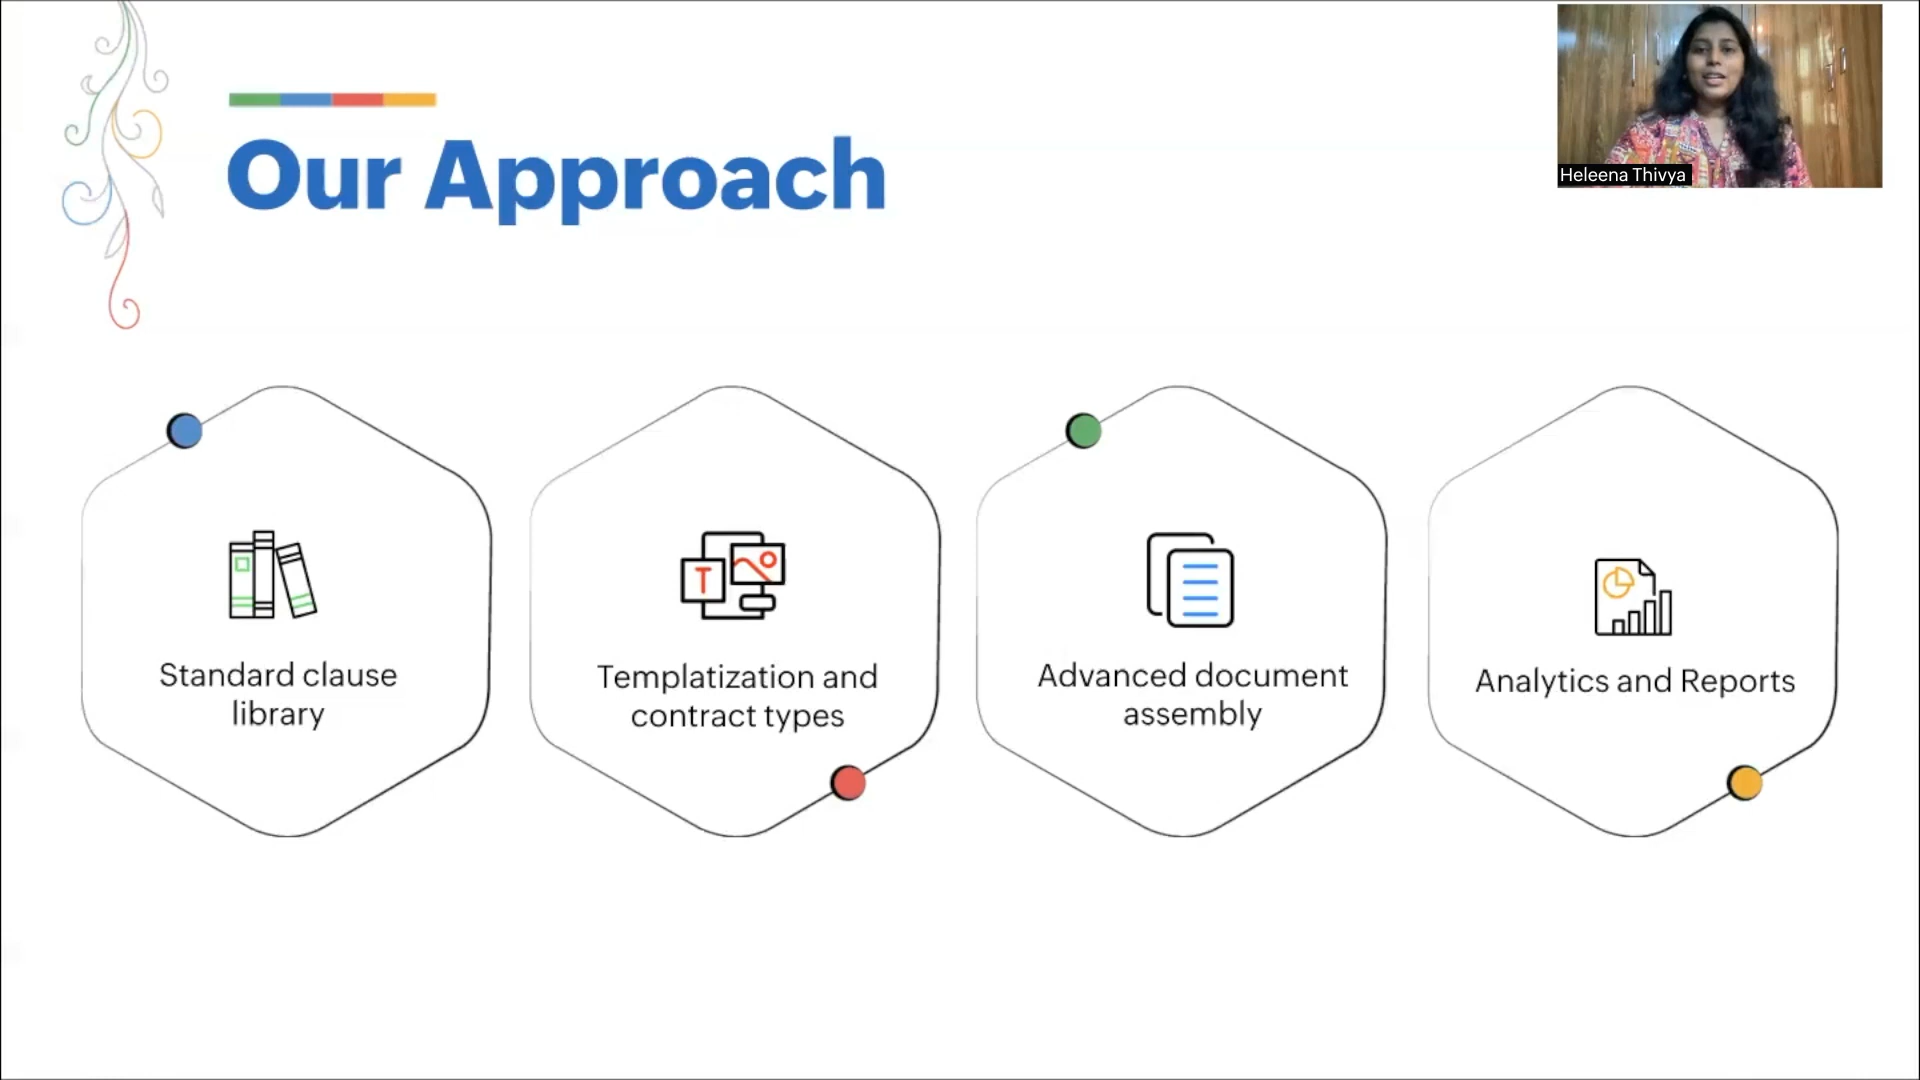 Our Approach
Heleena Thivya
Standard clause
library
Templatization and
contract types
T
Advanced document
assembly
Analytics and Reports